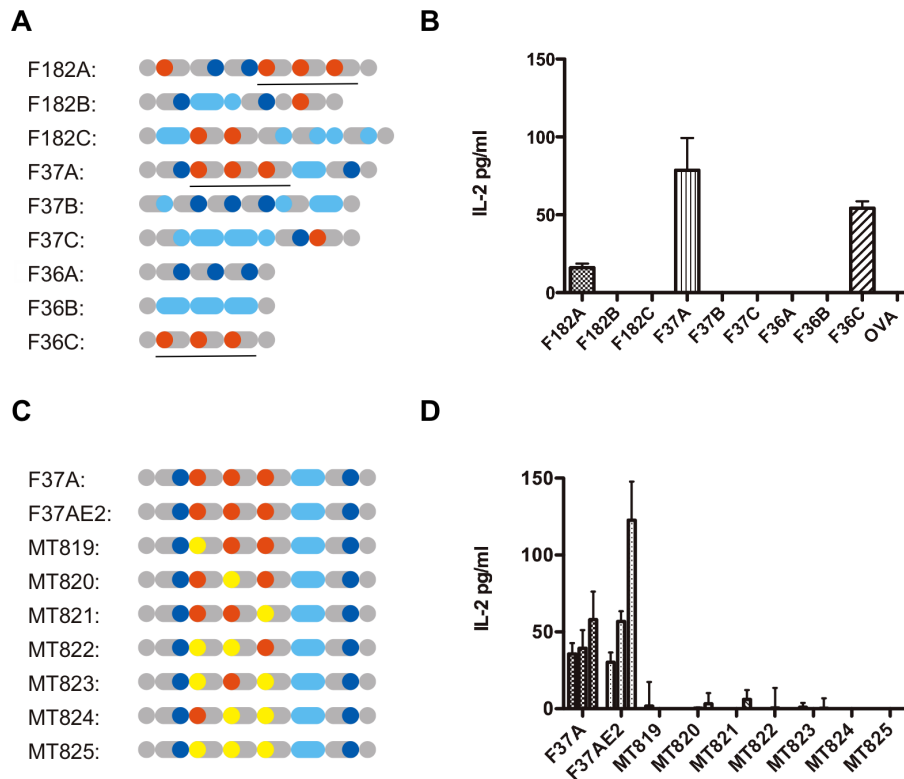 A
F182A:
F182B:
F182C:
F37A:
F37B:
F37C:
F36A:
F36B:
F36C:
B
IL-2 pg/ml
150
100
50
0
F182A
F182B
F182C
F37A
F37B
F37C
F36A
F36B
F36C
OVA
C
F37A:
F37AE2:
MT819:
MT820:
MT821:
MT822:
MT823:
MT824:
MT825:
D
IL-2 pg/ml
150
100
50
0
F37A
F37AE2
MT819
MT820
MT821
MT822
MT823
MT824
MT825